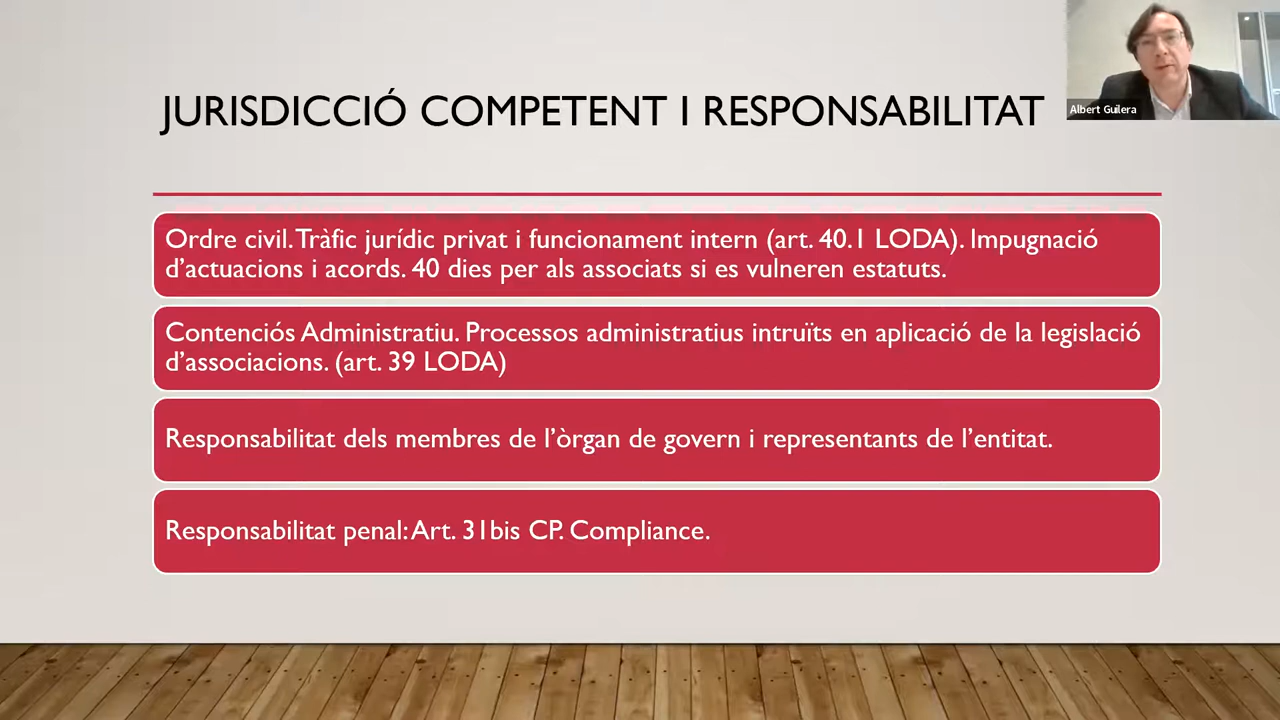 JURISDICCIÓ COMPETENT I RESPONSABILITAT
Albert Guilera
Ordre civil. Tràfic jurídic privat i funcionament intern (art. 40.1 LODA). Impugnació
d’actuacions i acords. 40 dies per als associats si es vulneren estatuts.
Contenciós Administratiu. Processos administratius intruïts en aplicació de la legislació
d’associacions. (art. 39 LODA)
Responsabilitat dels membres de l’òrgan de govern i representants de l’entitat.
Responsabilitat penal: Art. 31bis CP. Compliance.